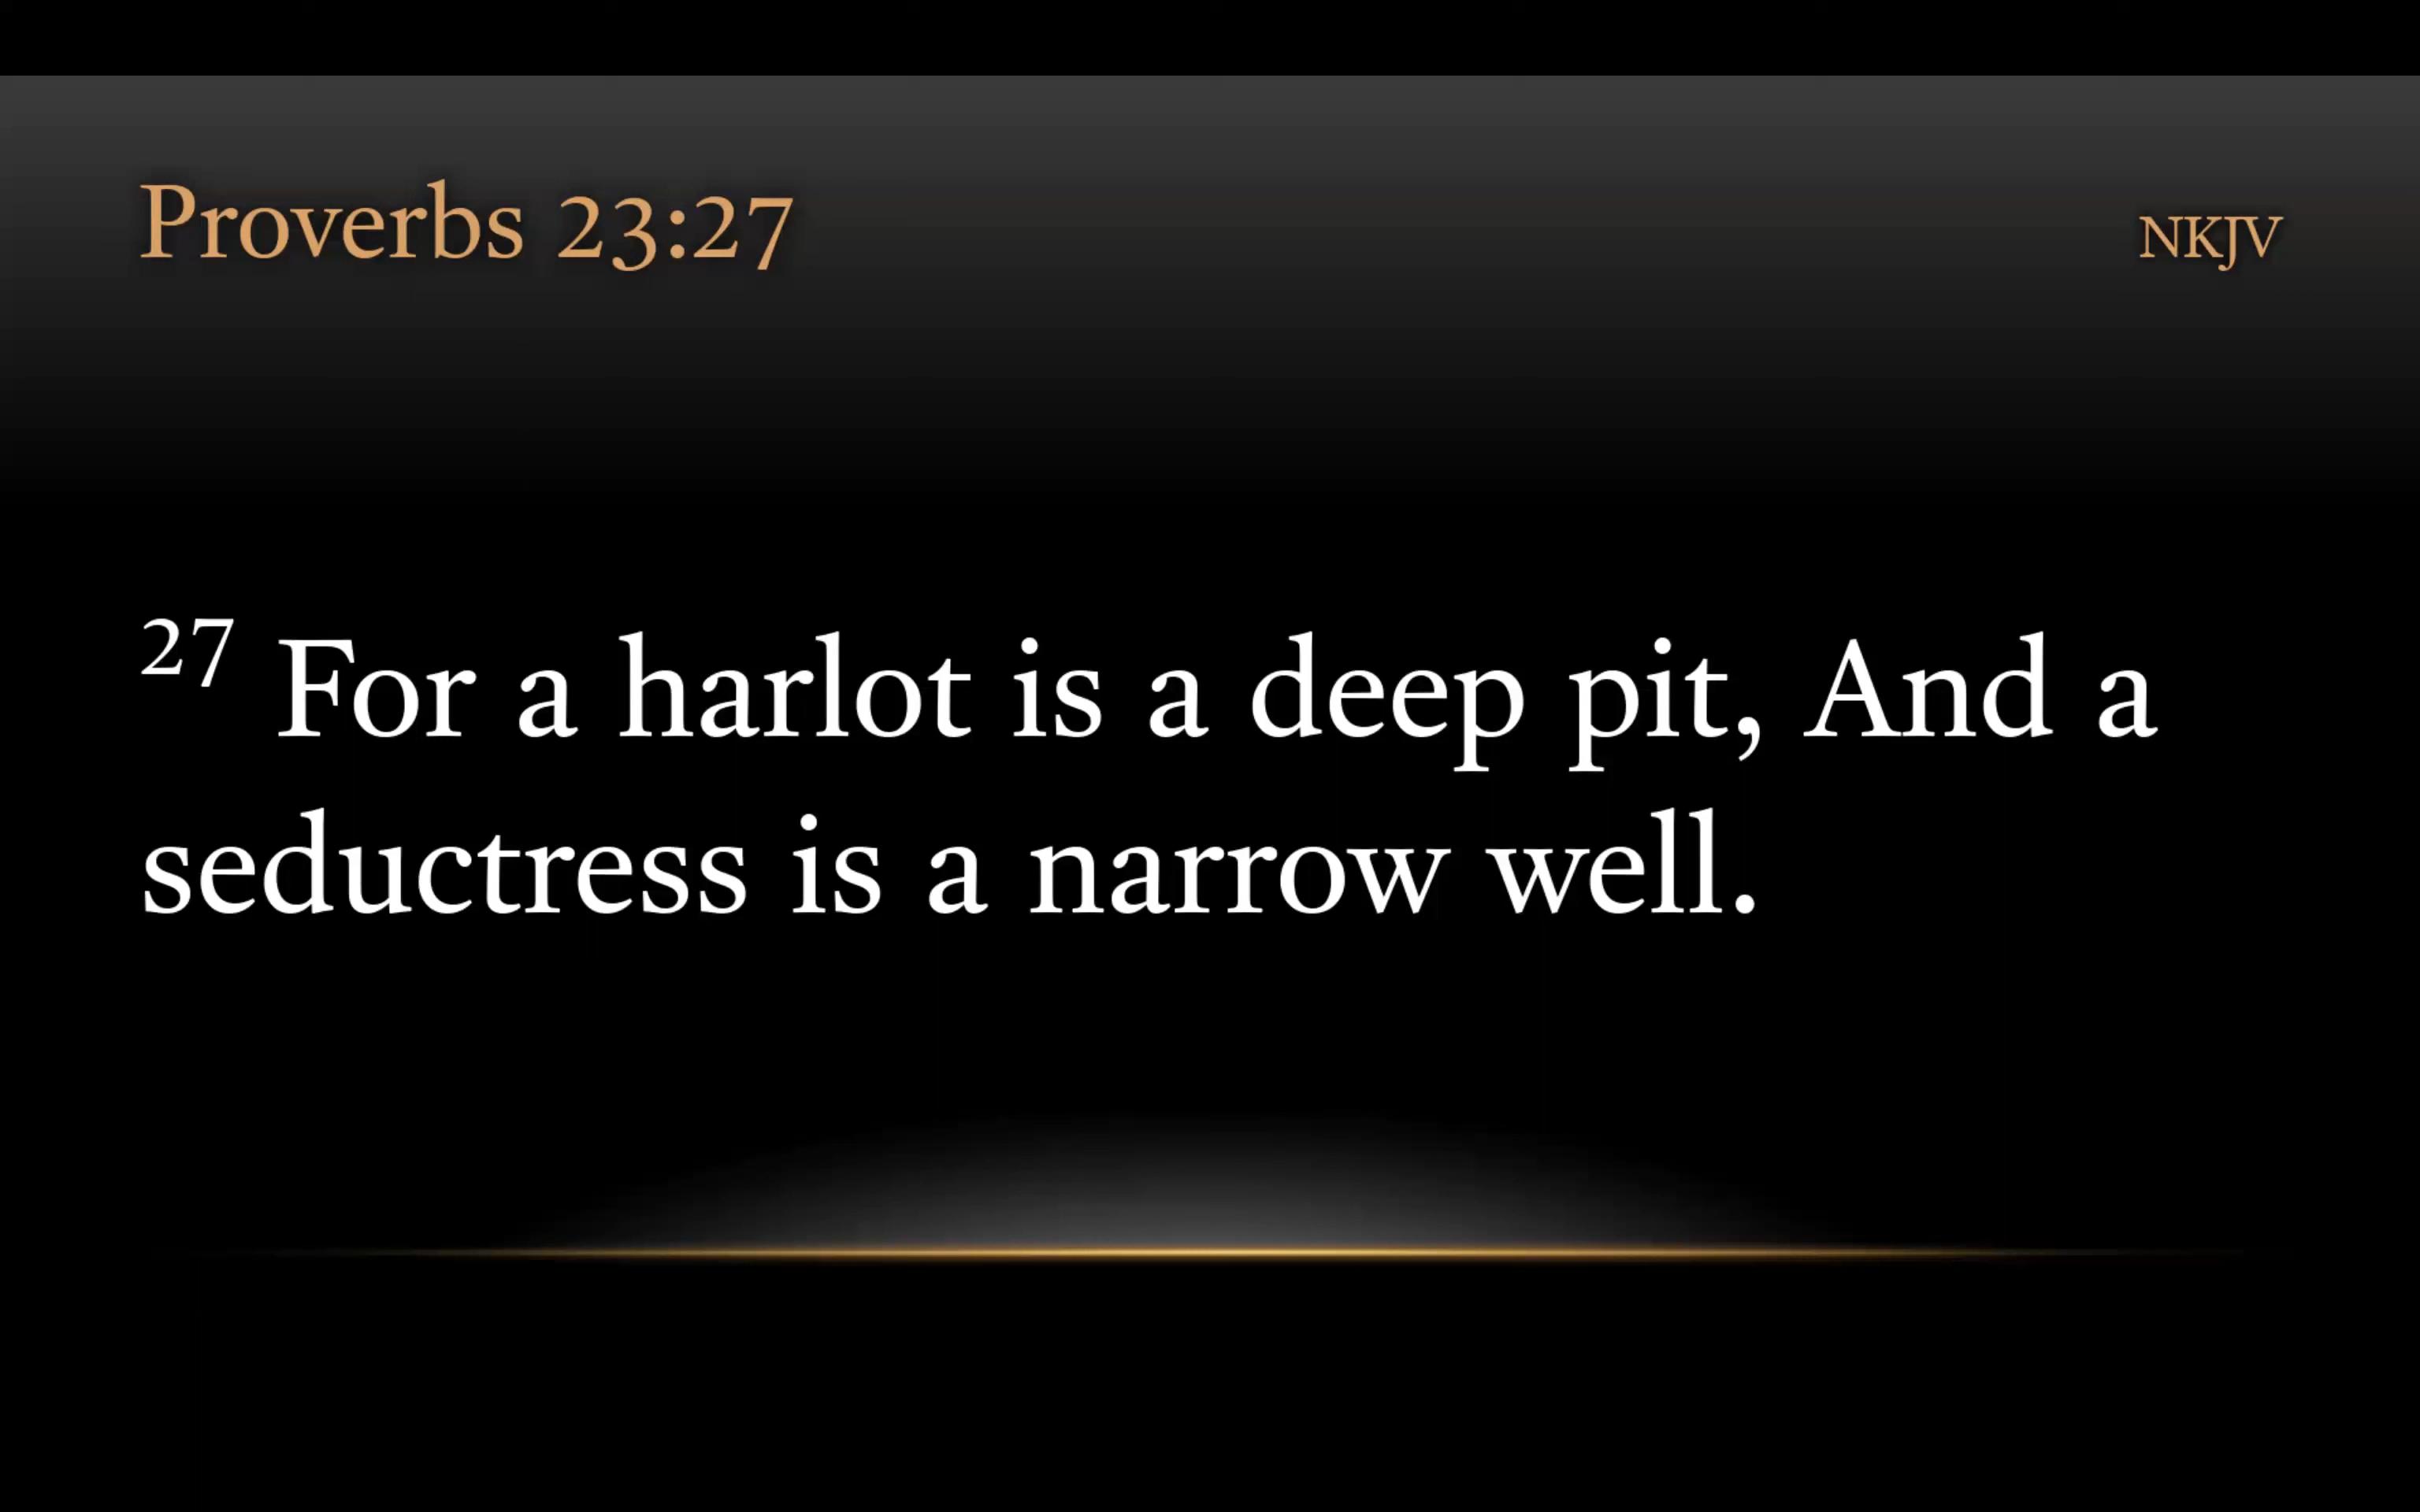 Proverbs 23:27
NKJV
27 For a harlot is a deep pit, And a
seductress is a narrow well.